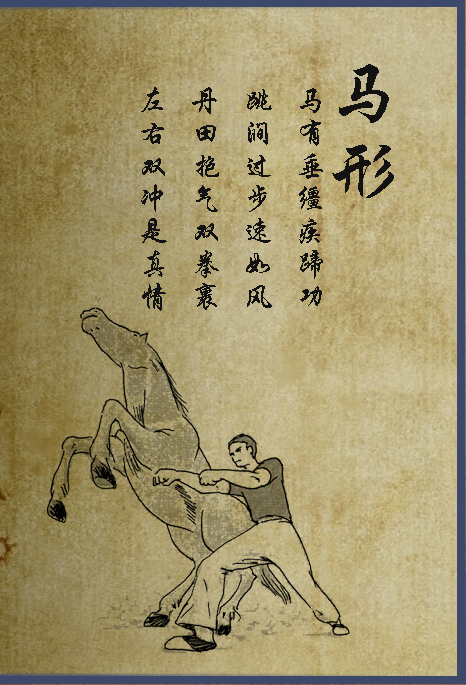 马形
马有垂缰疾蹄功
跳涧过步速如风
丹田抱气双拳裹
左右双冲是真情